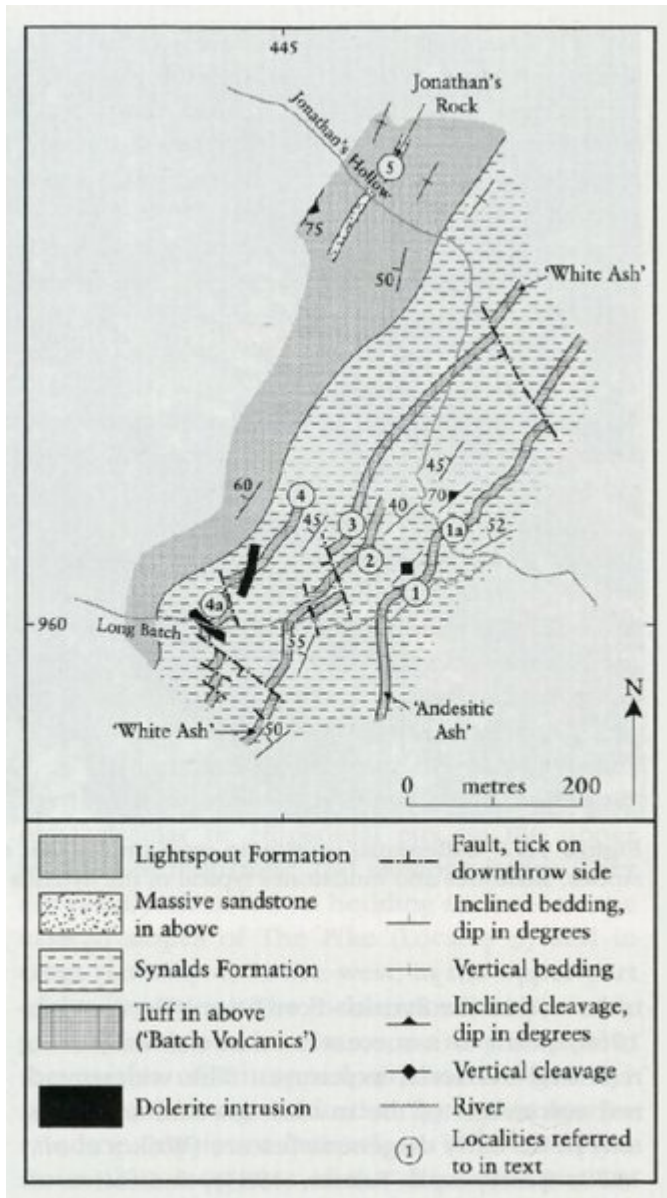 445
Jonathan's
Rock
Jonathan's Hollow
5
75
50
'White Ash'
60
4
45
3
40
45
70
1a
52
2
1
4a
960
Long Batch
55
'White Ash'
50
'Andesitic
Ash'
N
0 metres 200
Lightspout Formation
Massive sandstone
in above
Synalds Formation
Tuff in above
('Batch Volcanics')
Dolerite intrusion
Fault, tick on
downthrow side
Inclined bedding,
dip in degrees
Vertical bedding
Inclined cleavage,
dip in degrees
Vertical cleavage
River
1
Localities referred
to in text